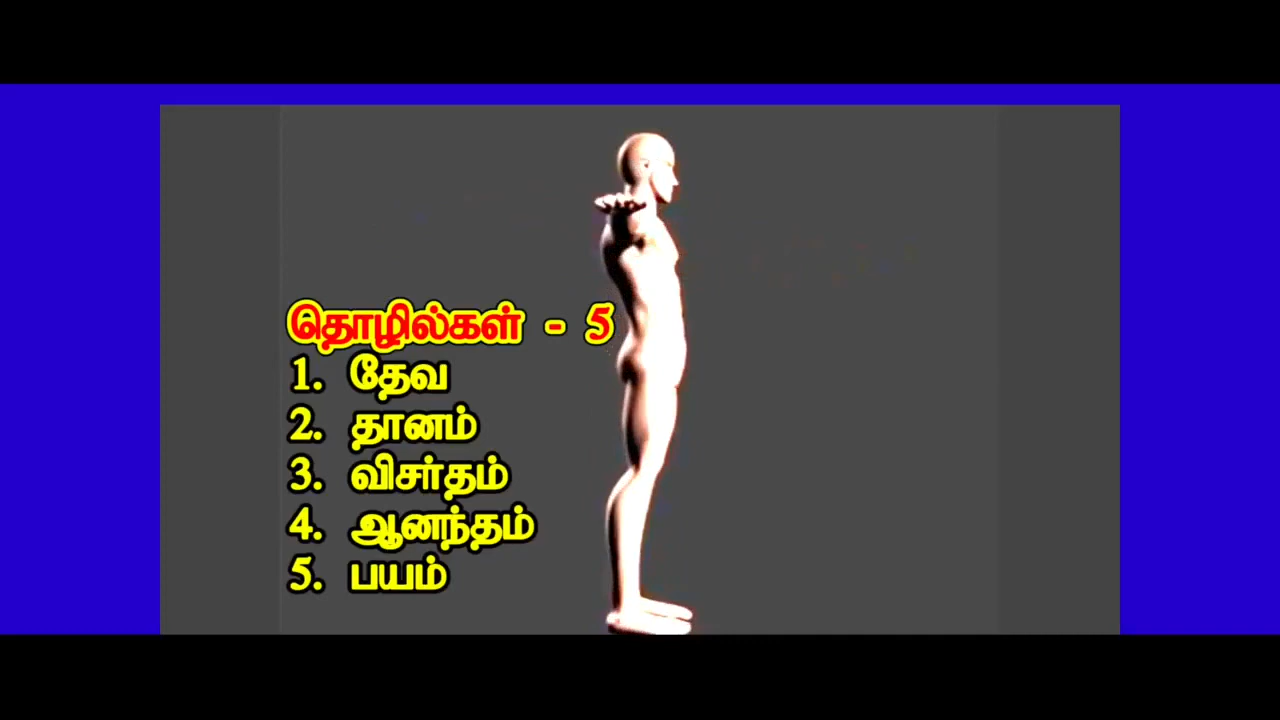 தொழில்கள் - 5
1. தேவ
2. தானம்
3. விசர்தம்
4. ஆனந்தம்
5. பயம்